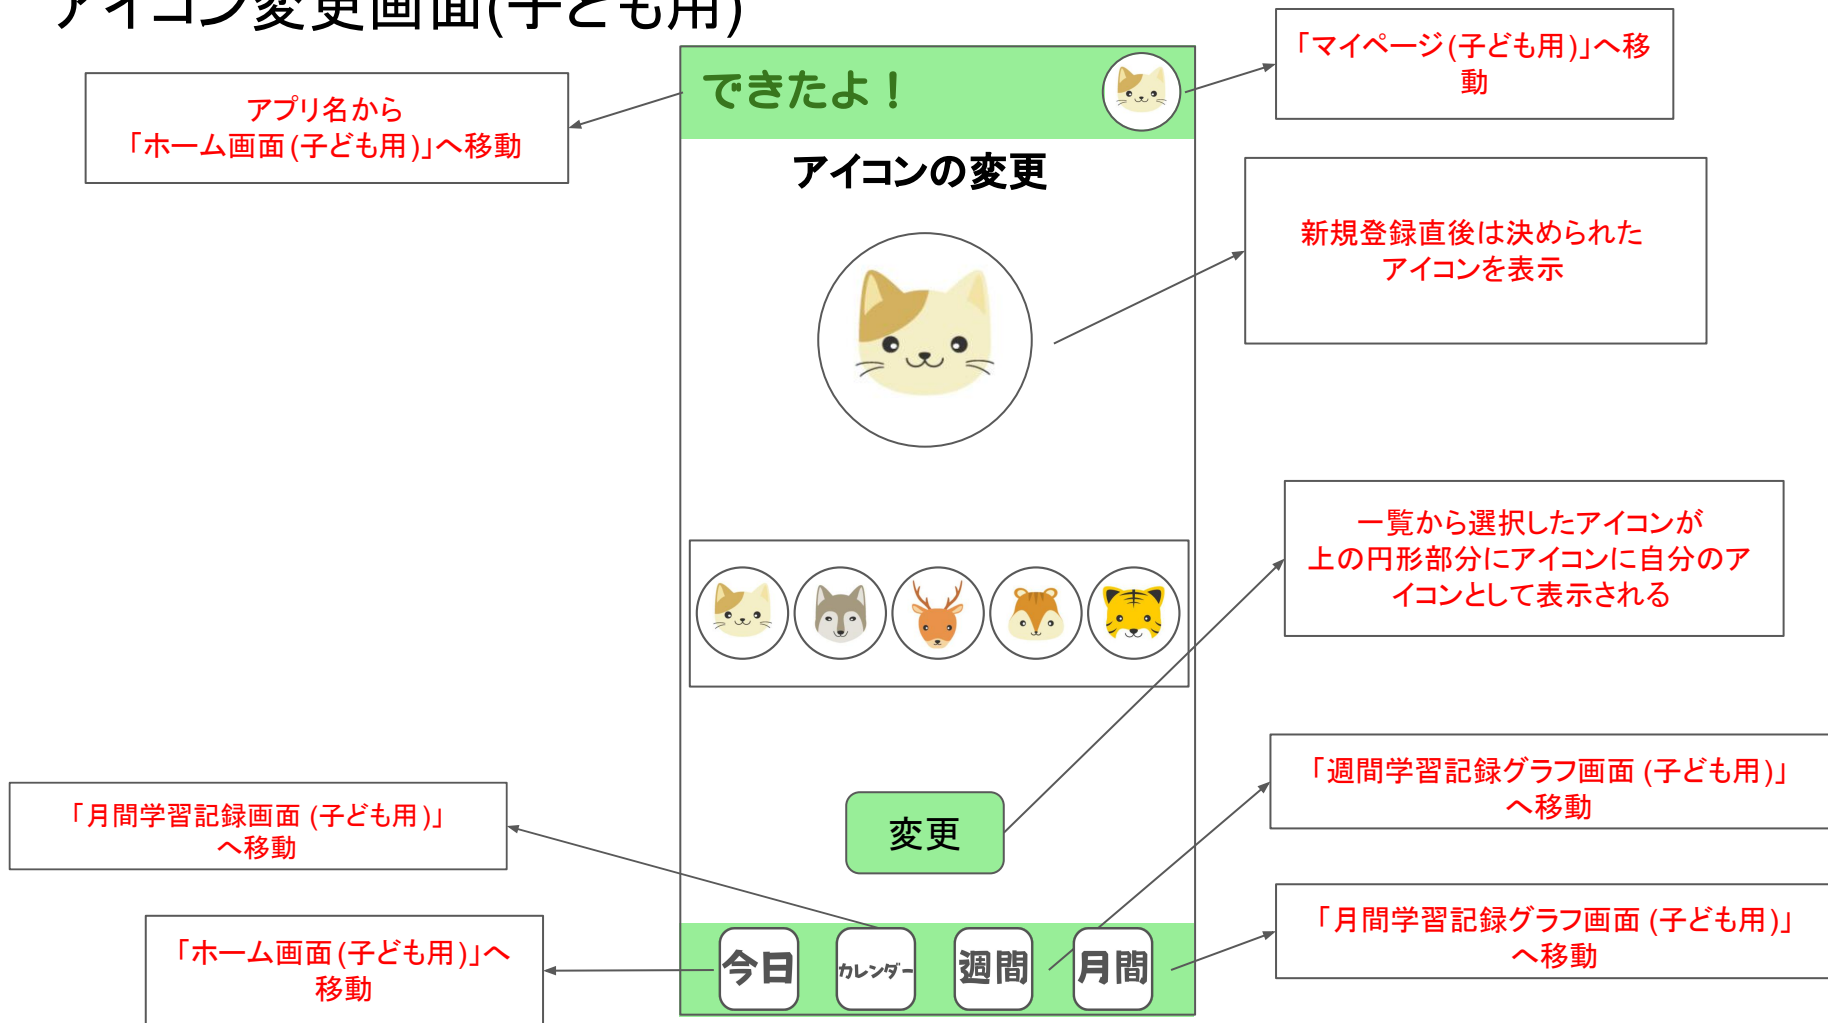 アイコン変更画面(子ども用)
アプリ名から
「ホーム画面(子ども用)」へ移動
できたよ！
「マイページ(子ども用)」へ移
動
アイコンの変更
新規登録直後は決められた
アイコンを表示
一覧から選択したアイコンが
上の円形部分にアイコンに自分のア
イコンとして表示される
変更
「週間学習記録グラフ画面(子ども用)」
へ移動
「月間学習記録画面(子ども用)」
へ移動
「月間学習記録グラフ画面(子ども用)」
へ移動
「ホーム画面(子ども用)」へ
移動
今日
カレンダー
週間
月間